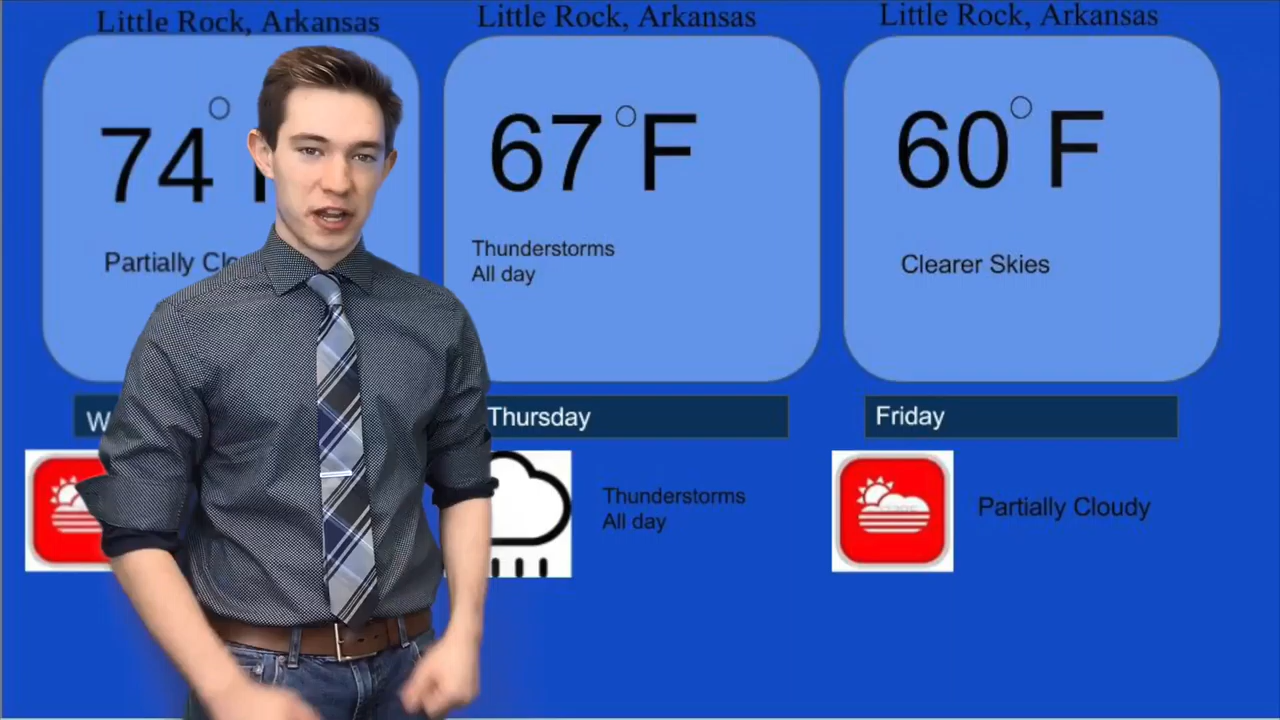 Little Rock, Arkansas
74°
Partially
Little Rock, Arkansas
67°F
Thunderstorms
All day
Thursday
Thunderstorms
All day
Little Rock, Arkansas
60°F
Clearer Skies
Friday
Partially Cloudy